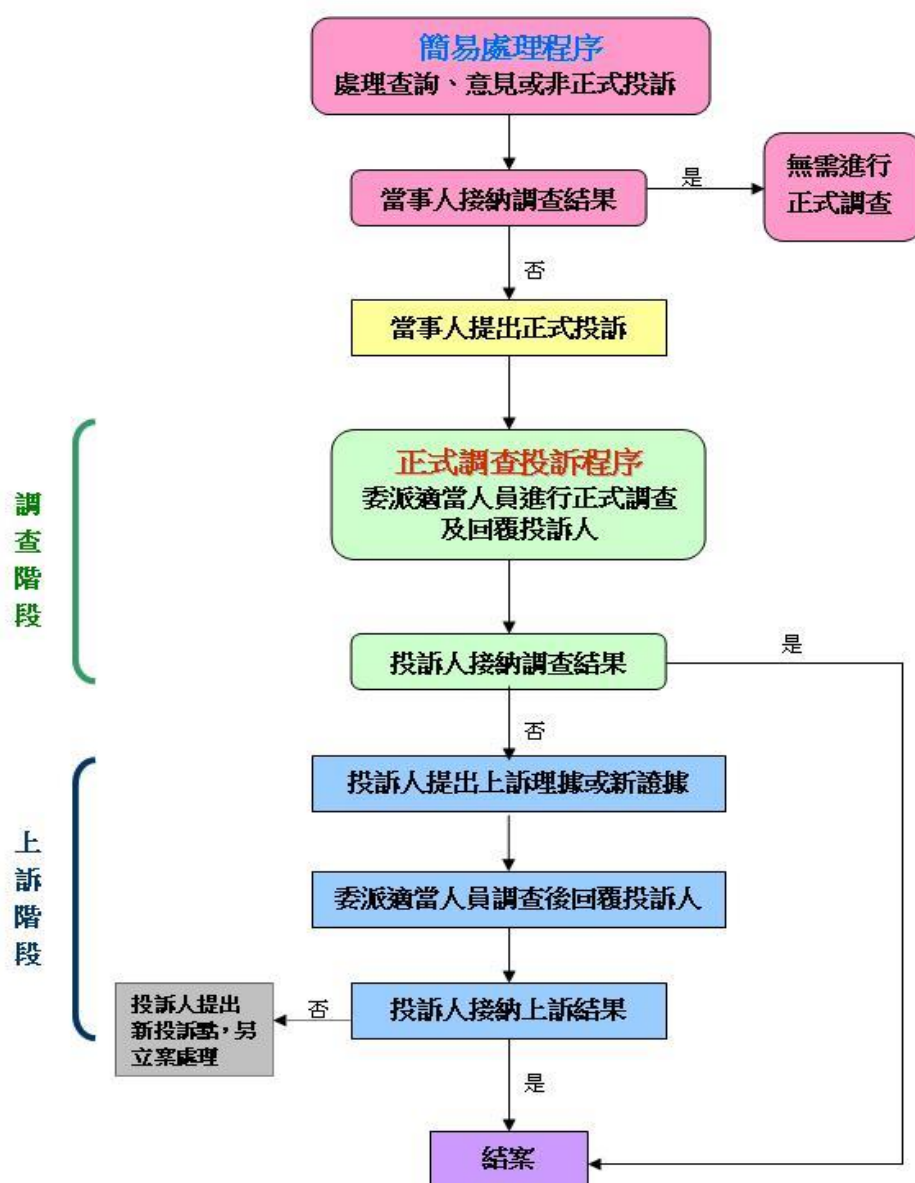 簡易處理程序
處理查詢、意見或非正式投訴
當事人接納調查結果
是
無需進行
正式調查
否
當事人提出正式投訴
調查階段
正式調查投訴程序
委派適當人員進行正式調查
及回覆投訴人
投訴人接納調查結果
是
否
上訴階段
投訴人提出上訴理據或新證據
委派適當人員調查後回覆投訴人
投訴人接納上訴結果
否
投訴人提出
新投訴點，另
立案處理
是
結案